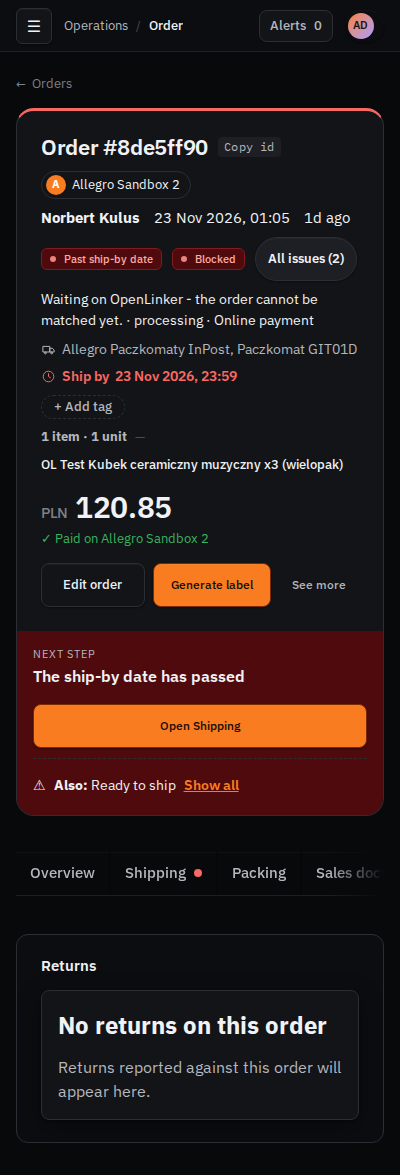 ☰ Operations / Order Alerts 0 AD
← Orders
Order #8de5ff90 Copy id
A Allegro Sandbox 2
Norbert Kulus 23 Nov 2026, 01:05 1d ago
Past ship-by date Blocked All issues (2)
Waiting on OpenLinker - the order cannot be
matched yet. · processing · Online payment
Allegro Paczkomaty InPost, Paczkomat GIT01D
Ship by 23 Nov 2026, 23:59
+ Add tag
1 item · 1 unit —
OL Test Kubek ceramiczny muzyczny x3 (wielopak)
PLN 120.85
✓ Paid on Allegro Sandbox 2
Edit order Generate label See more
NEXT STEP
The ship-by date has passed
Open Shipping
⚠ Also: Ready to ship Show all
Overview Shipping Packing Sales doc
Returns
No returns on this order
Returns reported against this order will
appear here.